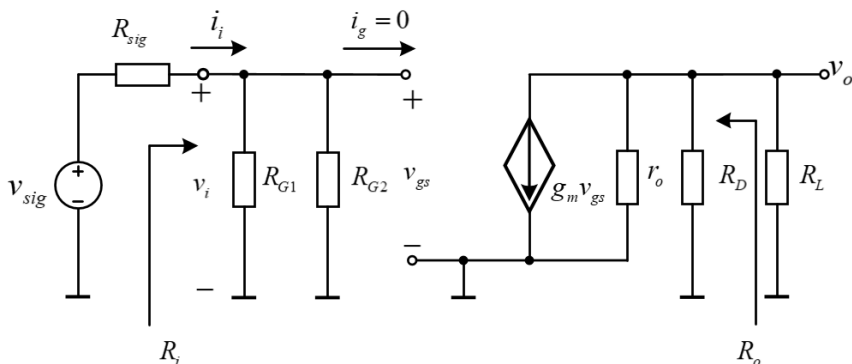 R_sig
i_i
i_g = 0
v_o
+
+
+
−
v_sig
v_i
R_G1
R_G2
v_gs
g_m v_gs
r_o
R_D
R_L
−
−
R_i
R_o